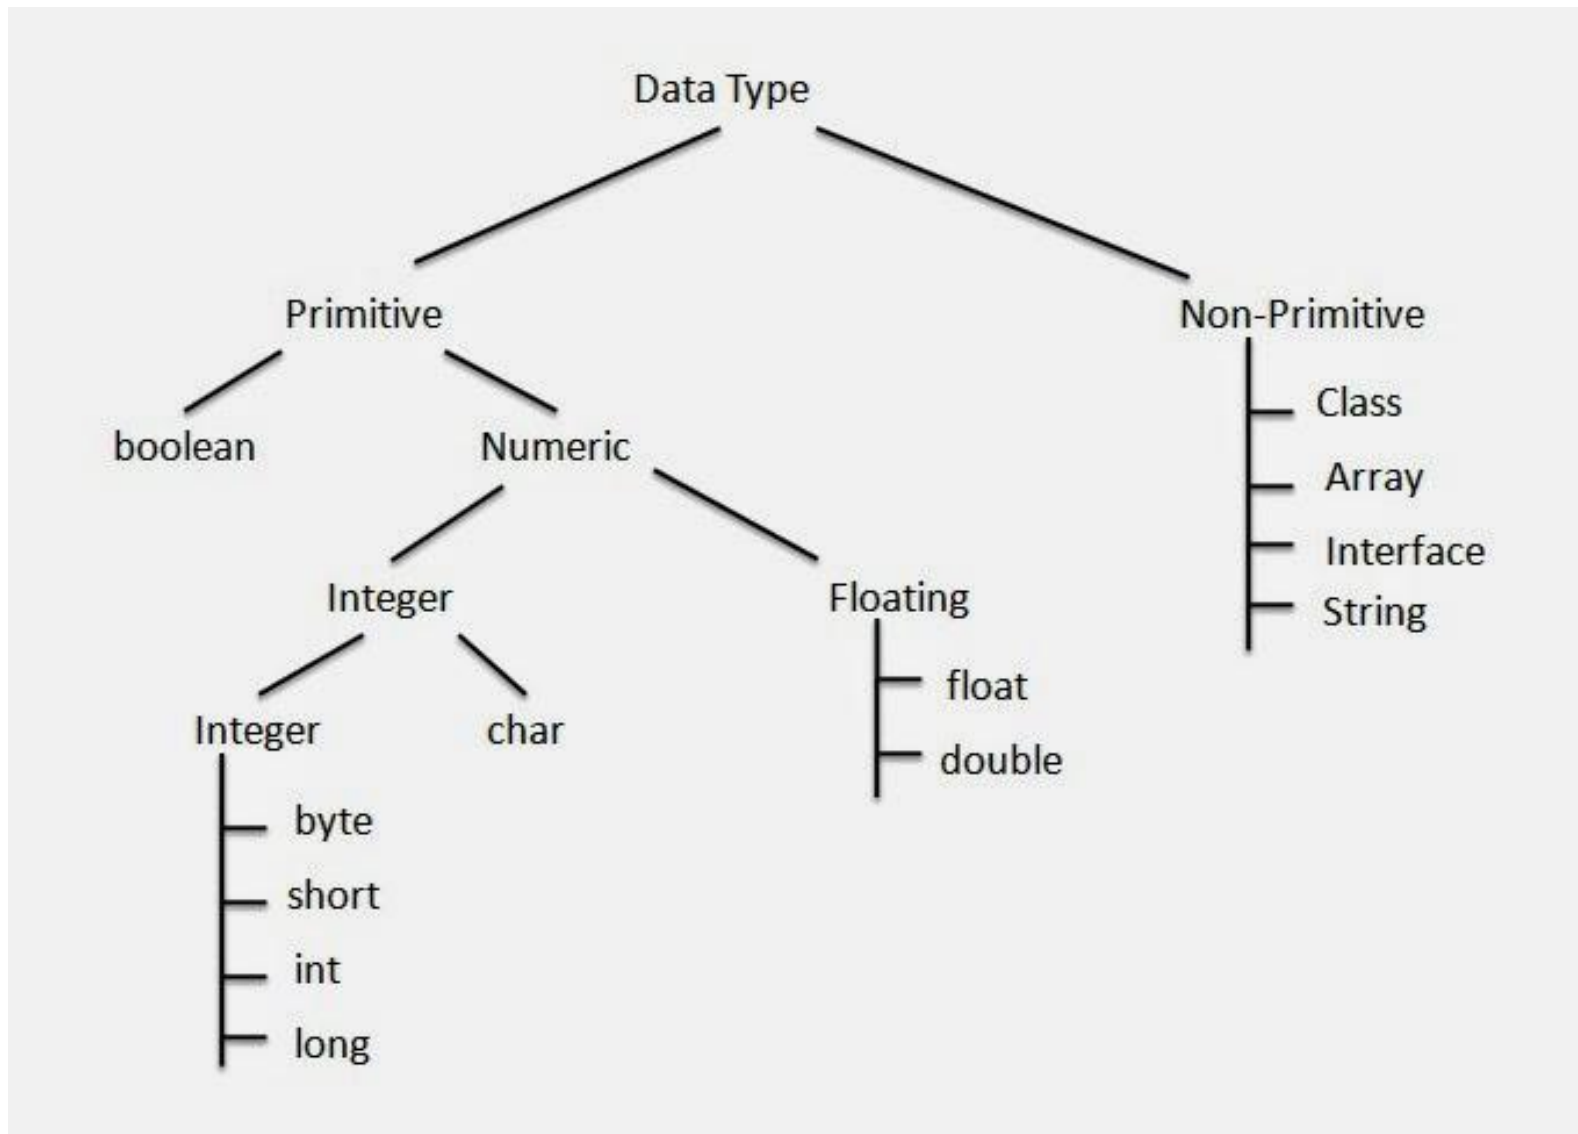 Data Type
Primitive
Non-Primitive
Class
boolean
Numeric
Array
Interface
Integer
Floating
String
float
Integer
char
double
byte
short
int
long